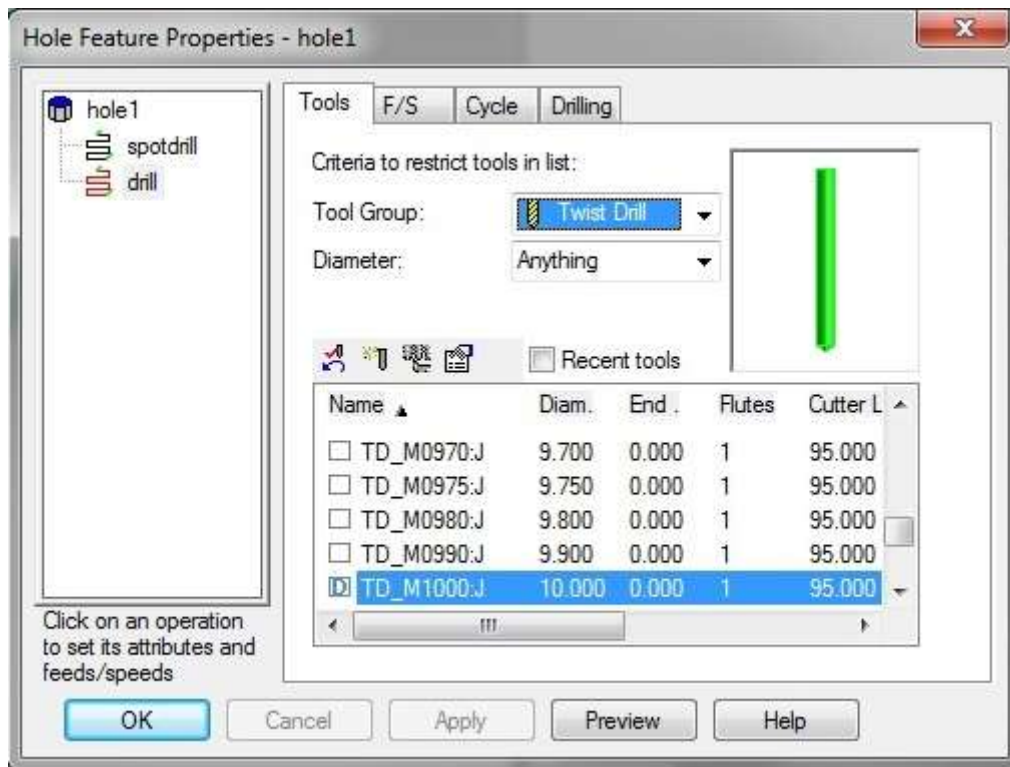 Hole Feature Properties - hole1
hole1
spotdrill
drill
Click on an operation
to set its attributes and
feeds/speeds
Tools F/S Cycle Drilling
Criteria to restrict tools in list:
Tool Group: Twist Drill
Diameter: Anything
Recent tools
Name Diam. End . Flutes Cutter L
TD_M0970:J 9.700 0.000 1 95.000
TD_M0975:J 9.750 0.000 1 95.000
TD_M0980:J 9.800 0.000 1 95.000
TD_M0990:J 9.900 0.000 1 95.000
D TD_M1000:J 10.000 0.000 1 95.000
OK Cancel Apply Preview Help